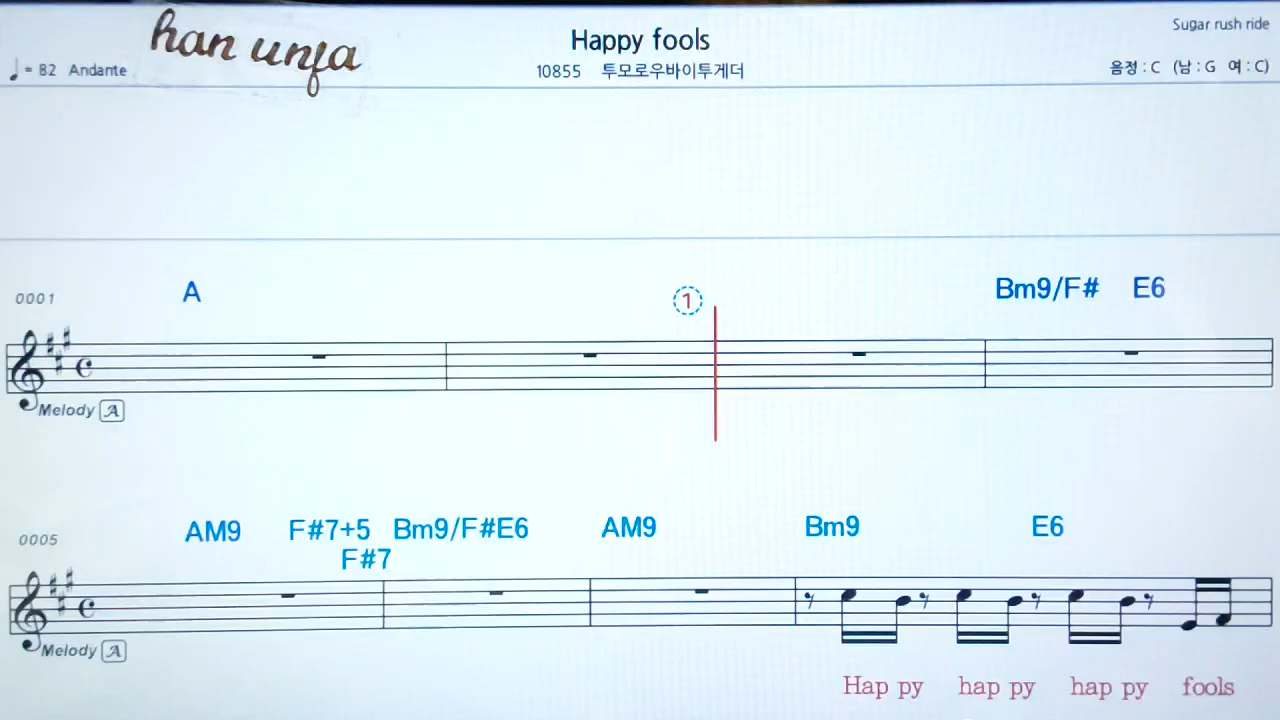 Sugar rush ride
han unfa
Happy fools
♩ = 82 Andante
10855 투모로우바이투게더
음정 : C (남 : G 여 : C)
0001 A 1 Bm9/F# E6
Melody A
0005 AM9 F#7+5 Bm9/F#E6 AM9 Bm9 E6
F#7
Melody A
Hap py hap py hap py fools